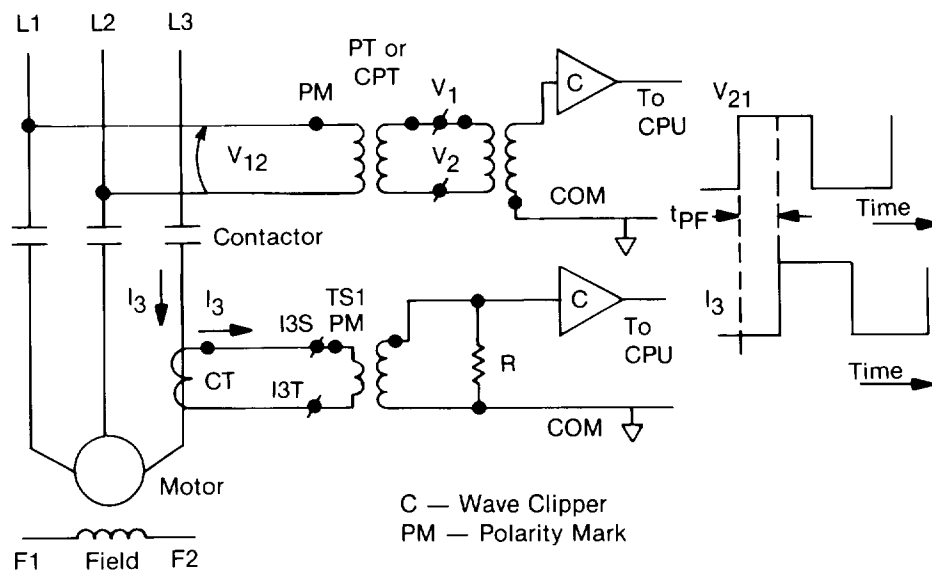 L1 L2 L3
PT or
CPT
PM
V1
V2
V12
C
To
CPU
COM
V21
tPF
Time
Contactor
I3
I3
I3S
TS1
PM
CT
I3T
R
C
To
CPU
COM
I3
Time
Motor
F1 Field F2
C — Wave Clipper
PM — Polarity Mark